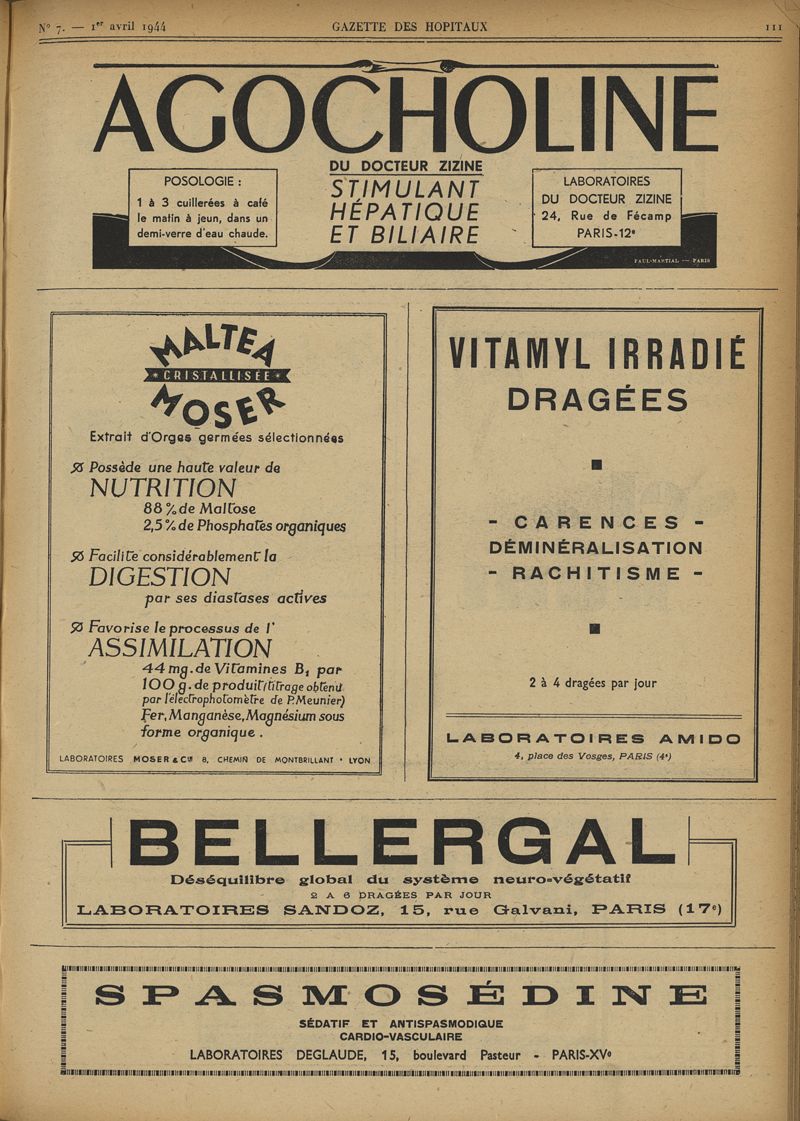 N° 7. — 1er avril 1944
GAZETTE DES HOPITAUX
III
AGOCHOLINE
DU DOCTEUR ZIZINE
STIMULANT
HÉPATIQUE
ET BILIAIRE
POSOLOGIE :
1 à 3 cuillerées à café
le matin à jeun, dans un
demi-verre d'eau chaude.
LABORATOIRES
DU DOCTEUR ZIZINE
24, Rue de Fécamp
PARIS-12e
PAUL-MARTIAL — PARIS
MALTEA
* CRISTALLISÉE *
MOSER
Extrait d'Orges germées sélectionnées
Possède une haute valeur de
NUTRITION
88 % de Maltose
2,5 % de Phosphates organiques
Facilite considérablement la
DIGESTION
par ses diastases actives
Favorise le processus de l'
ASSIMILATION
44 mg. de Vitamines B1 par
100 g. de produit (titrage obtenu
par l'électrophotomètre de P. Meunier)
Fer, Manganèse, Magnésium sous
forme organique .
LABORATOIRES MOSER & Cie 8, CHEMIN DE MONTBRILLANT • LYON
VITAMYL IRRADIÉ
DRAGÉES
- CARENCES -
DÉMINÉRALISATION
- RACHITISME -
2 à 4 dragées par jour
LABORATOIRES AMIDO
4, place des Vosges, PARIS (4e)
BELLERGAL
Déséquilibre global du système neuro-végétatif
2 A 6 DRAGÉES PAR JOUR
LABORATOIRES SANDOZ, 15, rue Galvani, PARIS (17e)
SPASMOSÉDINE
SÉDATIF ET ANTISPASMODIQUE
CARDIO-VASCULAIRE
LABORATOIRES DEGLAUDE, 15, boulevard Pasteur - PARIS-XVe